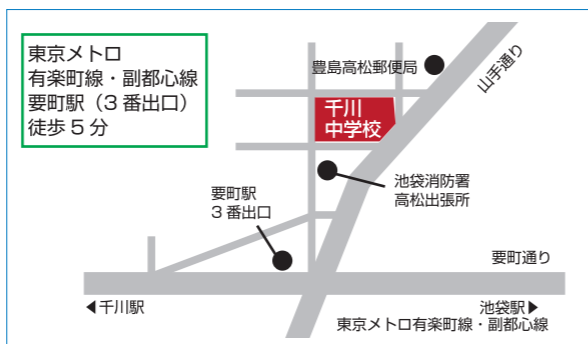 東京メトロ
有楽町線・副都心線
要町駅（3番出口）
徒歩5分
豊島高松郵便局
山手通り
千川
中学校
池袋消防署
高松出張所
要町駅
3番出口
要町通り
◀千川駅
池袋駅▶
東京メトロ有楽町線・副都心線